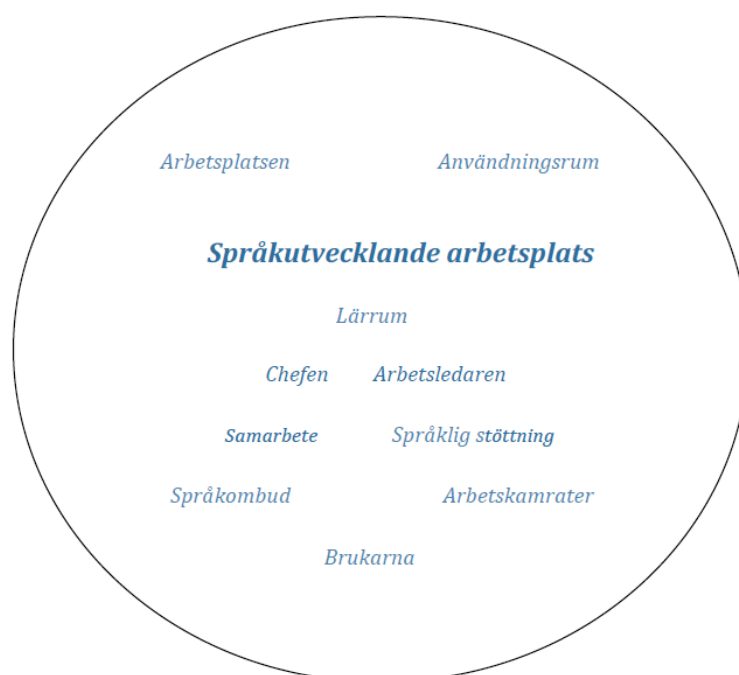 Arbetsplatsen Användningsrum
Språkutvecklande arbetsplats
Lärrum
Chefen Arbetsledaren
Samarbete Språklig stöttning
Språkombud Arbetskamrater
Brukarna